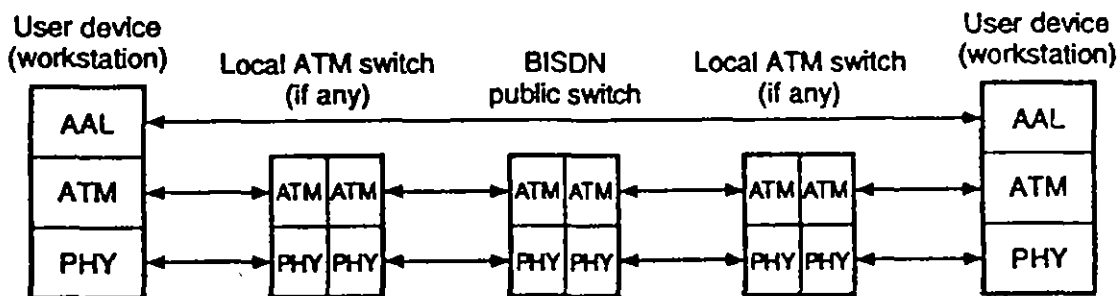 User device
(workstation)
Local ATM switch
(if any)
BISDN
public switch
Local ATM switch
(if any)
User device
(workstation)
AAL
AAL
ATM
ATM ATM
ATM ATM
ATM ATM
ATM
PHY
PHY PHY
PHY PHY
PHY PHY
PHY